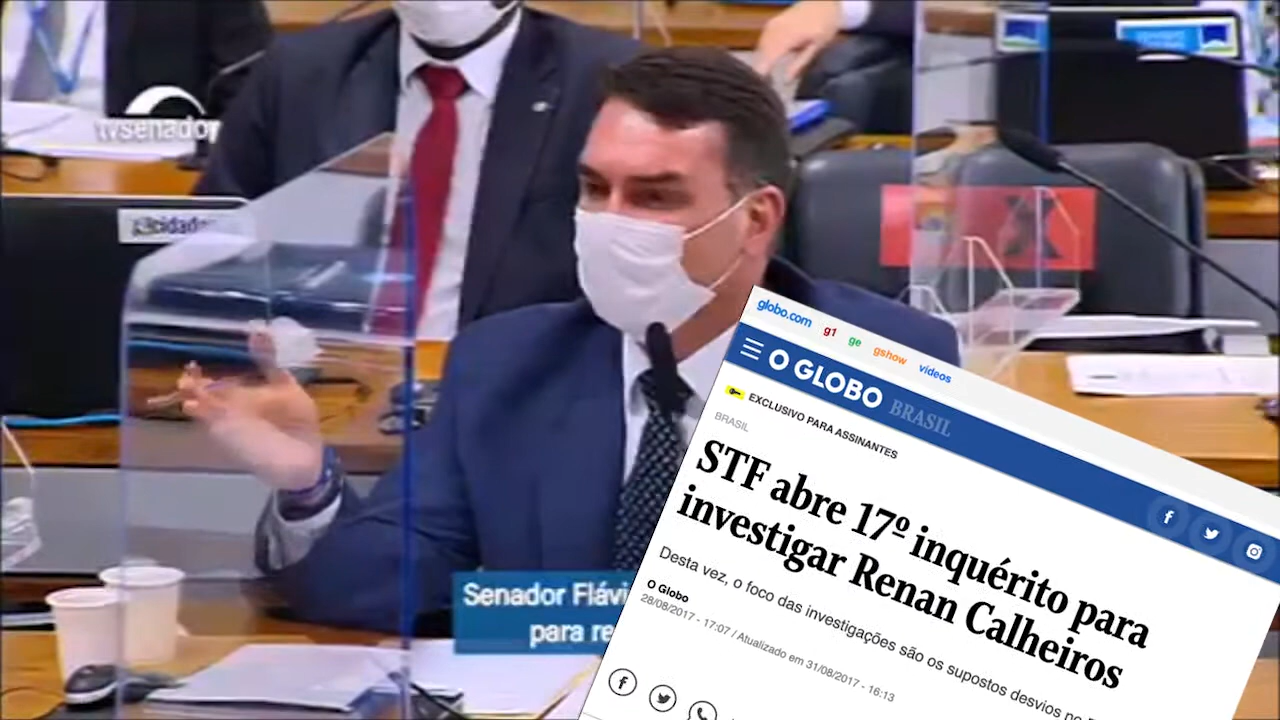 tvsenado
Senador Flávi
para re
globo.com g1 ge gshow vídeos
O GLOBO BRASIL
EXCLUSIVO PARA ASSINANTES
BRASIL
STF abre 17º inquérito para
investigar Renan Calheiros
Desta vez, o foco das investigações são os supostos desvios no
O Globo
28/08/2017 - 17:07 / Atualizado em 31/08/2017 - 16:13